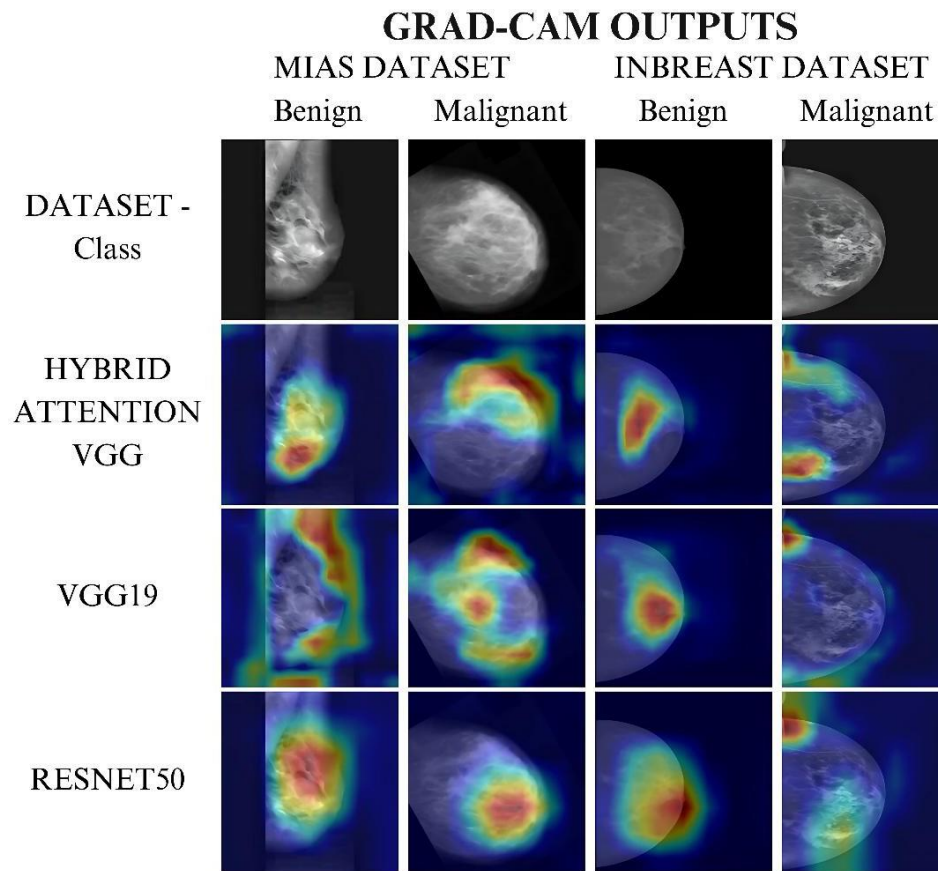 GRAD-CAM OUTPUTS
MIAS DATASET INBREAST DATASET
Benign Malignant Benign Malignant
DATASET -
Class
HYBRID
ATTENTION
VGG
VGG19
RESNET50